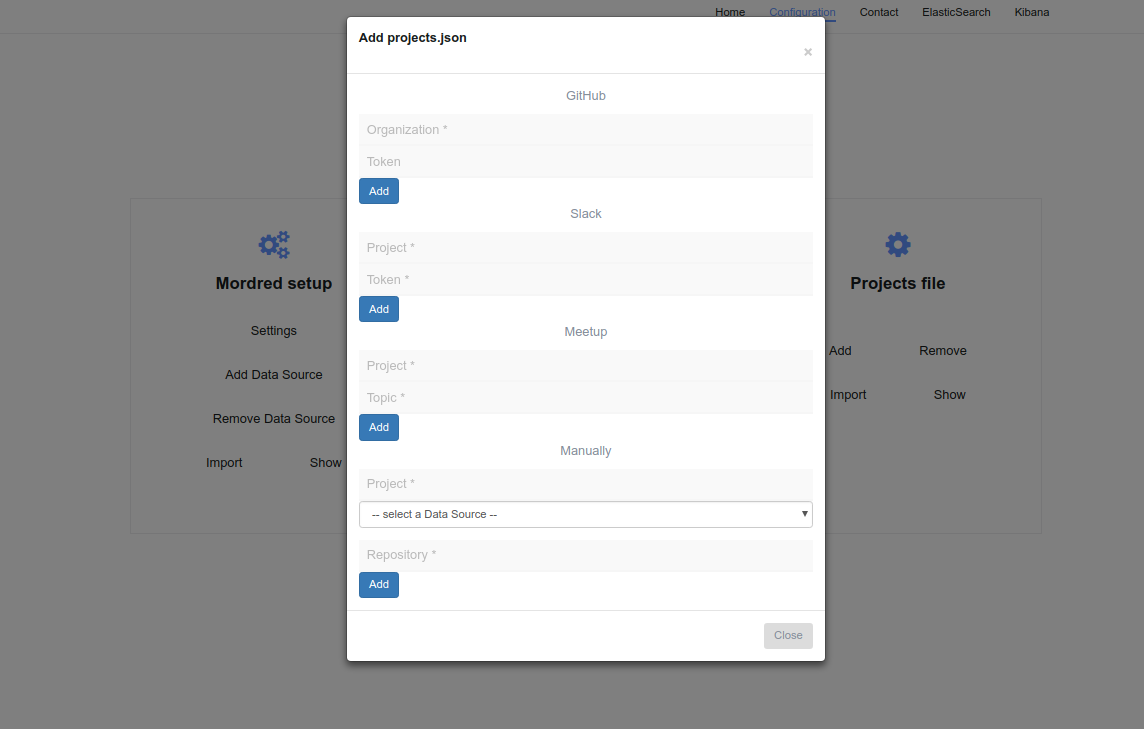 Home Configuration Contact ElasticSearch Kibana
Add projects.json
×
GitHub
Organization *
Token
Add
Slack
Project *
Token *
Add
Meetup
Project *
Topic *
Add
Manually
Project *
-- select a Data Source --
Repository *
Add
Close
Mordred setup
Settings
Add Data Source
Remove Data Source
Import Show
Projects file
Add Remove
Import Show